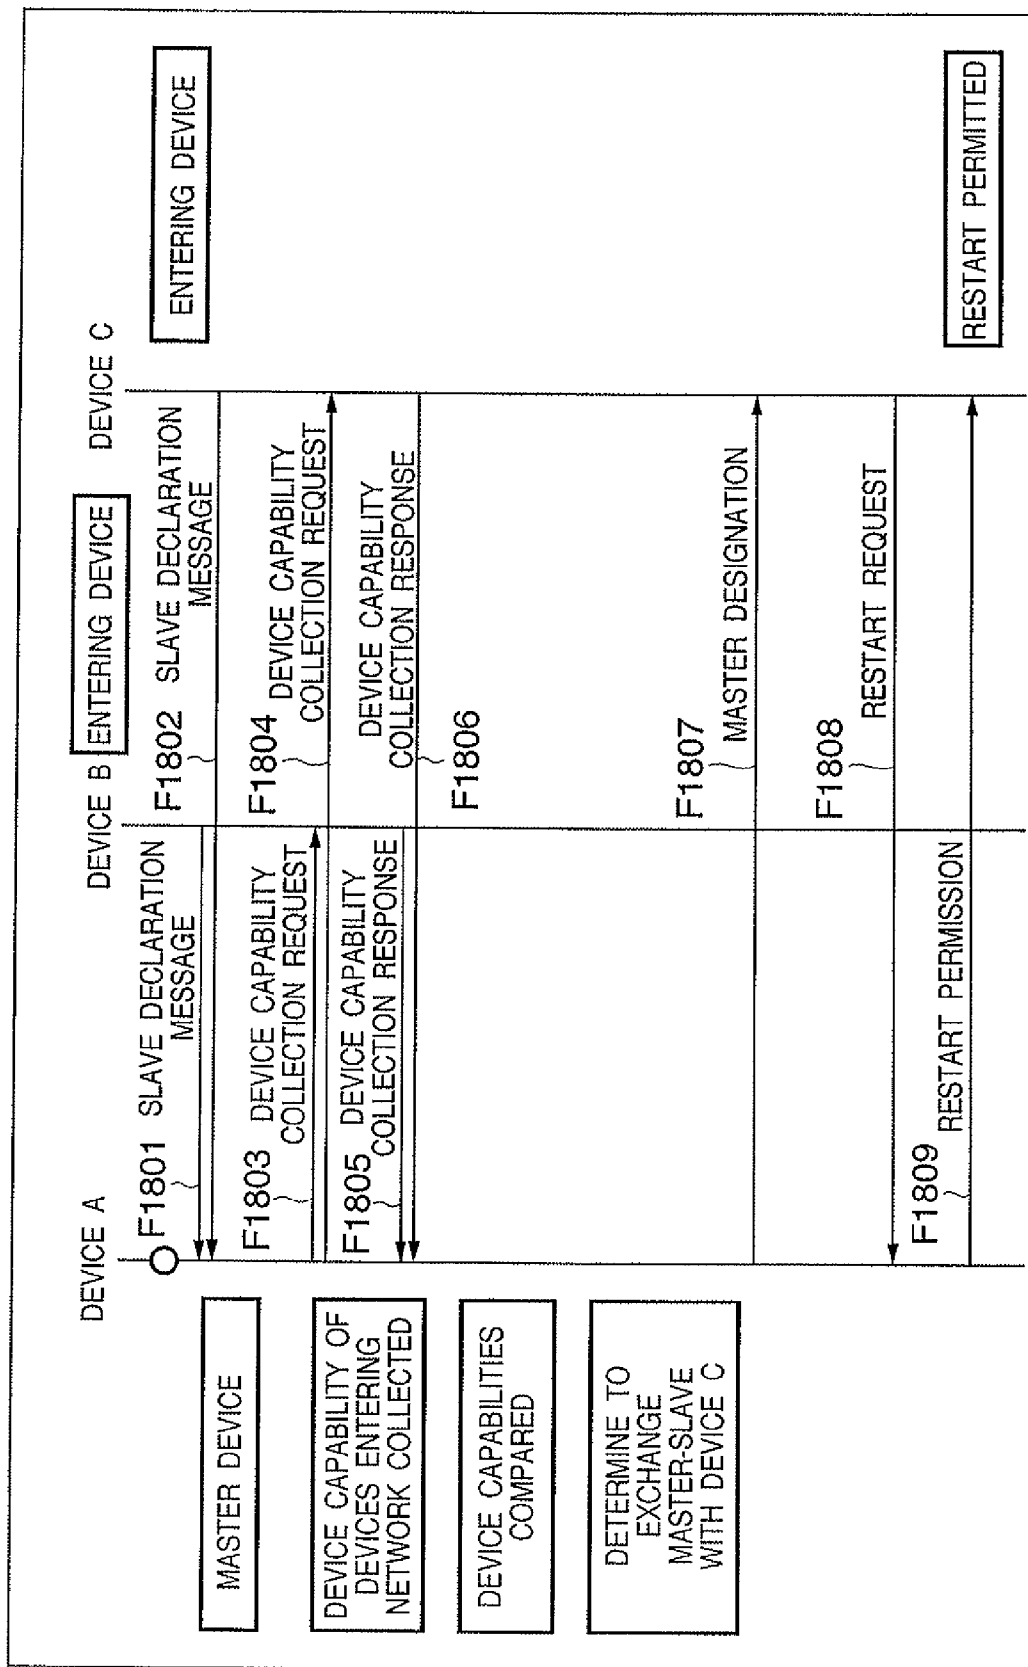 DEVICE A
DEVICE B
ENTERING DEVICE
DEVICE C
MASTER DEVICE
F1801
SLAVE DECLARATION
MESSAGE
F1802
SLAVE DECLARATION
MESSAGE
ENTERING DEVICE
DEVICE CAPABILITY OF
DEVICES ENTERING
NETWORK COLLECTED
F1803
DEVICE CAPABILITY
COLLECTION REQUEST
F1804
DEVICE CAPABILITY
COLLECTION REQUEST
F1805
DEVICE CAPABILITY
COLLECTION RESPONSE
DEVICE CAPABILITY
COLLECTION RESPONSE
F1806
DEVICE CAPABILITIES
COMPARED
DETERMINE TO
EXCHANGE
MASTER-SLAVE
WITH DEVICE C
F1807
MASTER DESIGNATION
F1808
RESTART REQUEST
F1809
RESTART PERMISSION
RESTART PERMITTED